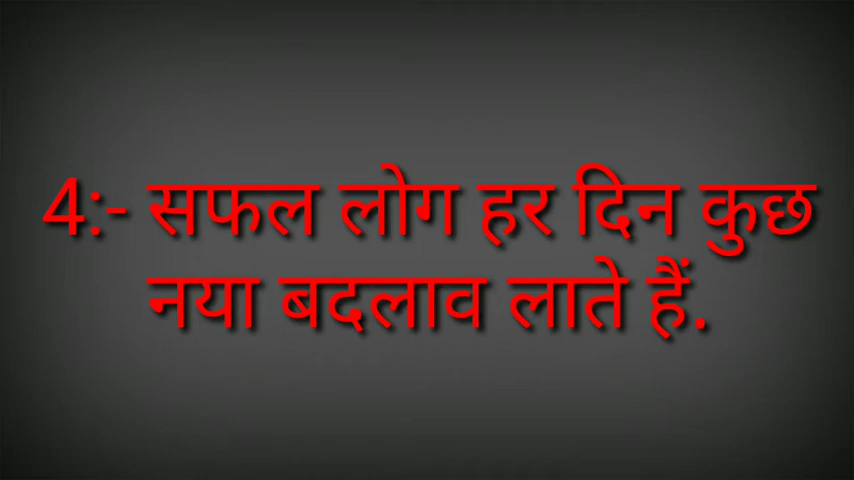 4:- सफल लोग हर दिन कुछ
नया बदलाव लाते हैं.